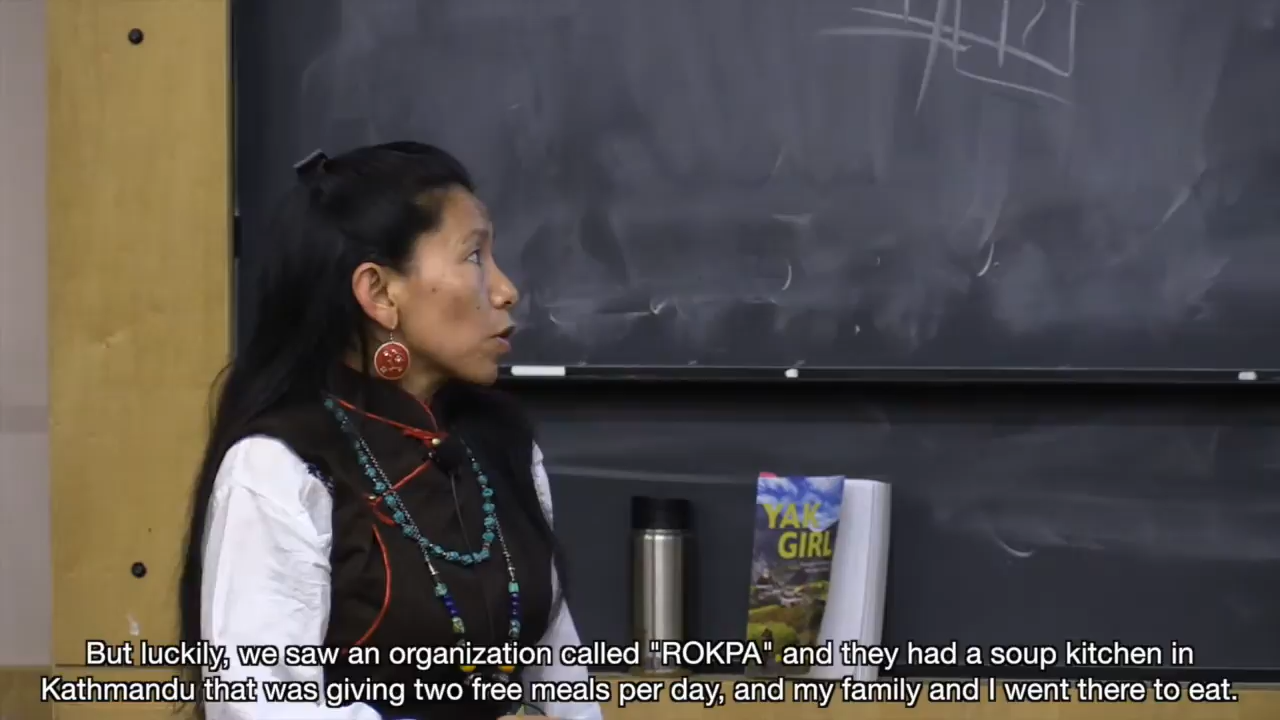 YAK
GIRL
But luckily, we saw an organization called "ROKPA" and they had a soup kitchen in
Kathmandu that was giving two free meals per day, and my family and I went there to eat.